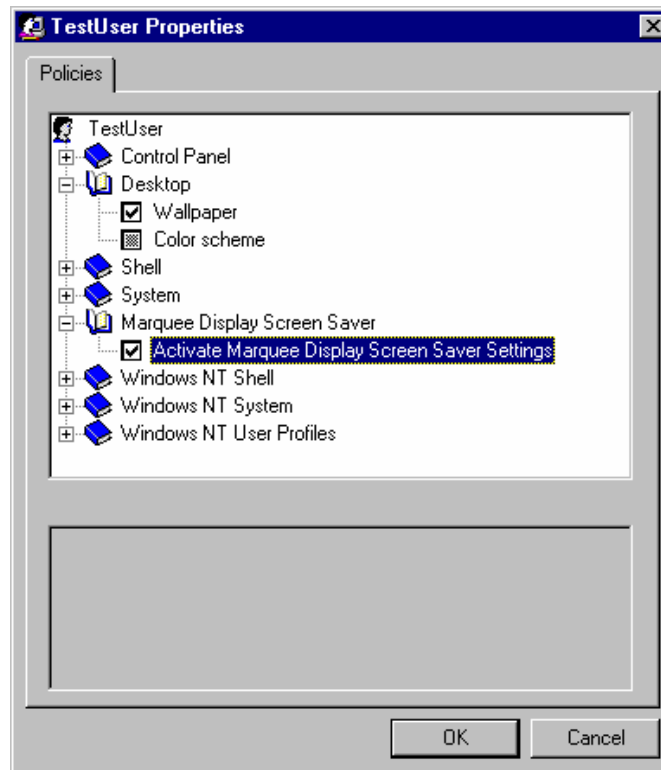 TestUser Properties
Policies
TestUser
Control Panel
Desktop
Wallpaper
Color scheme
Shell
System
Marquee Display Screen Saver
Activate Marquee Display Screen Saver Settings
Windows NT Shell
Windows NT System
Windows NT User Profiles
OK Cancel